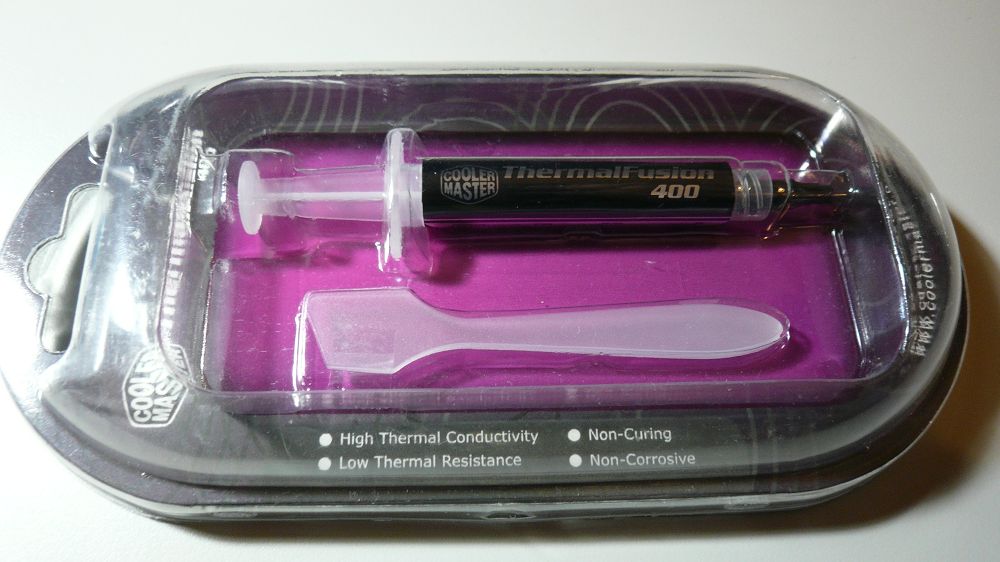 COOLER
MASTER
ThermalFusion
400
COOLER
MASTER
High Thermal Conductivity
Non-Curing
Low Thermal Resistance
Non-Corrosive